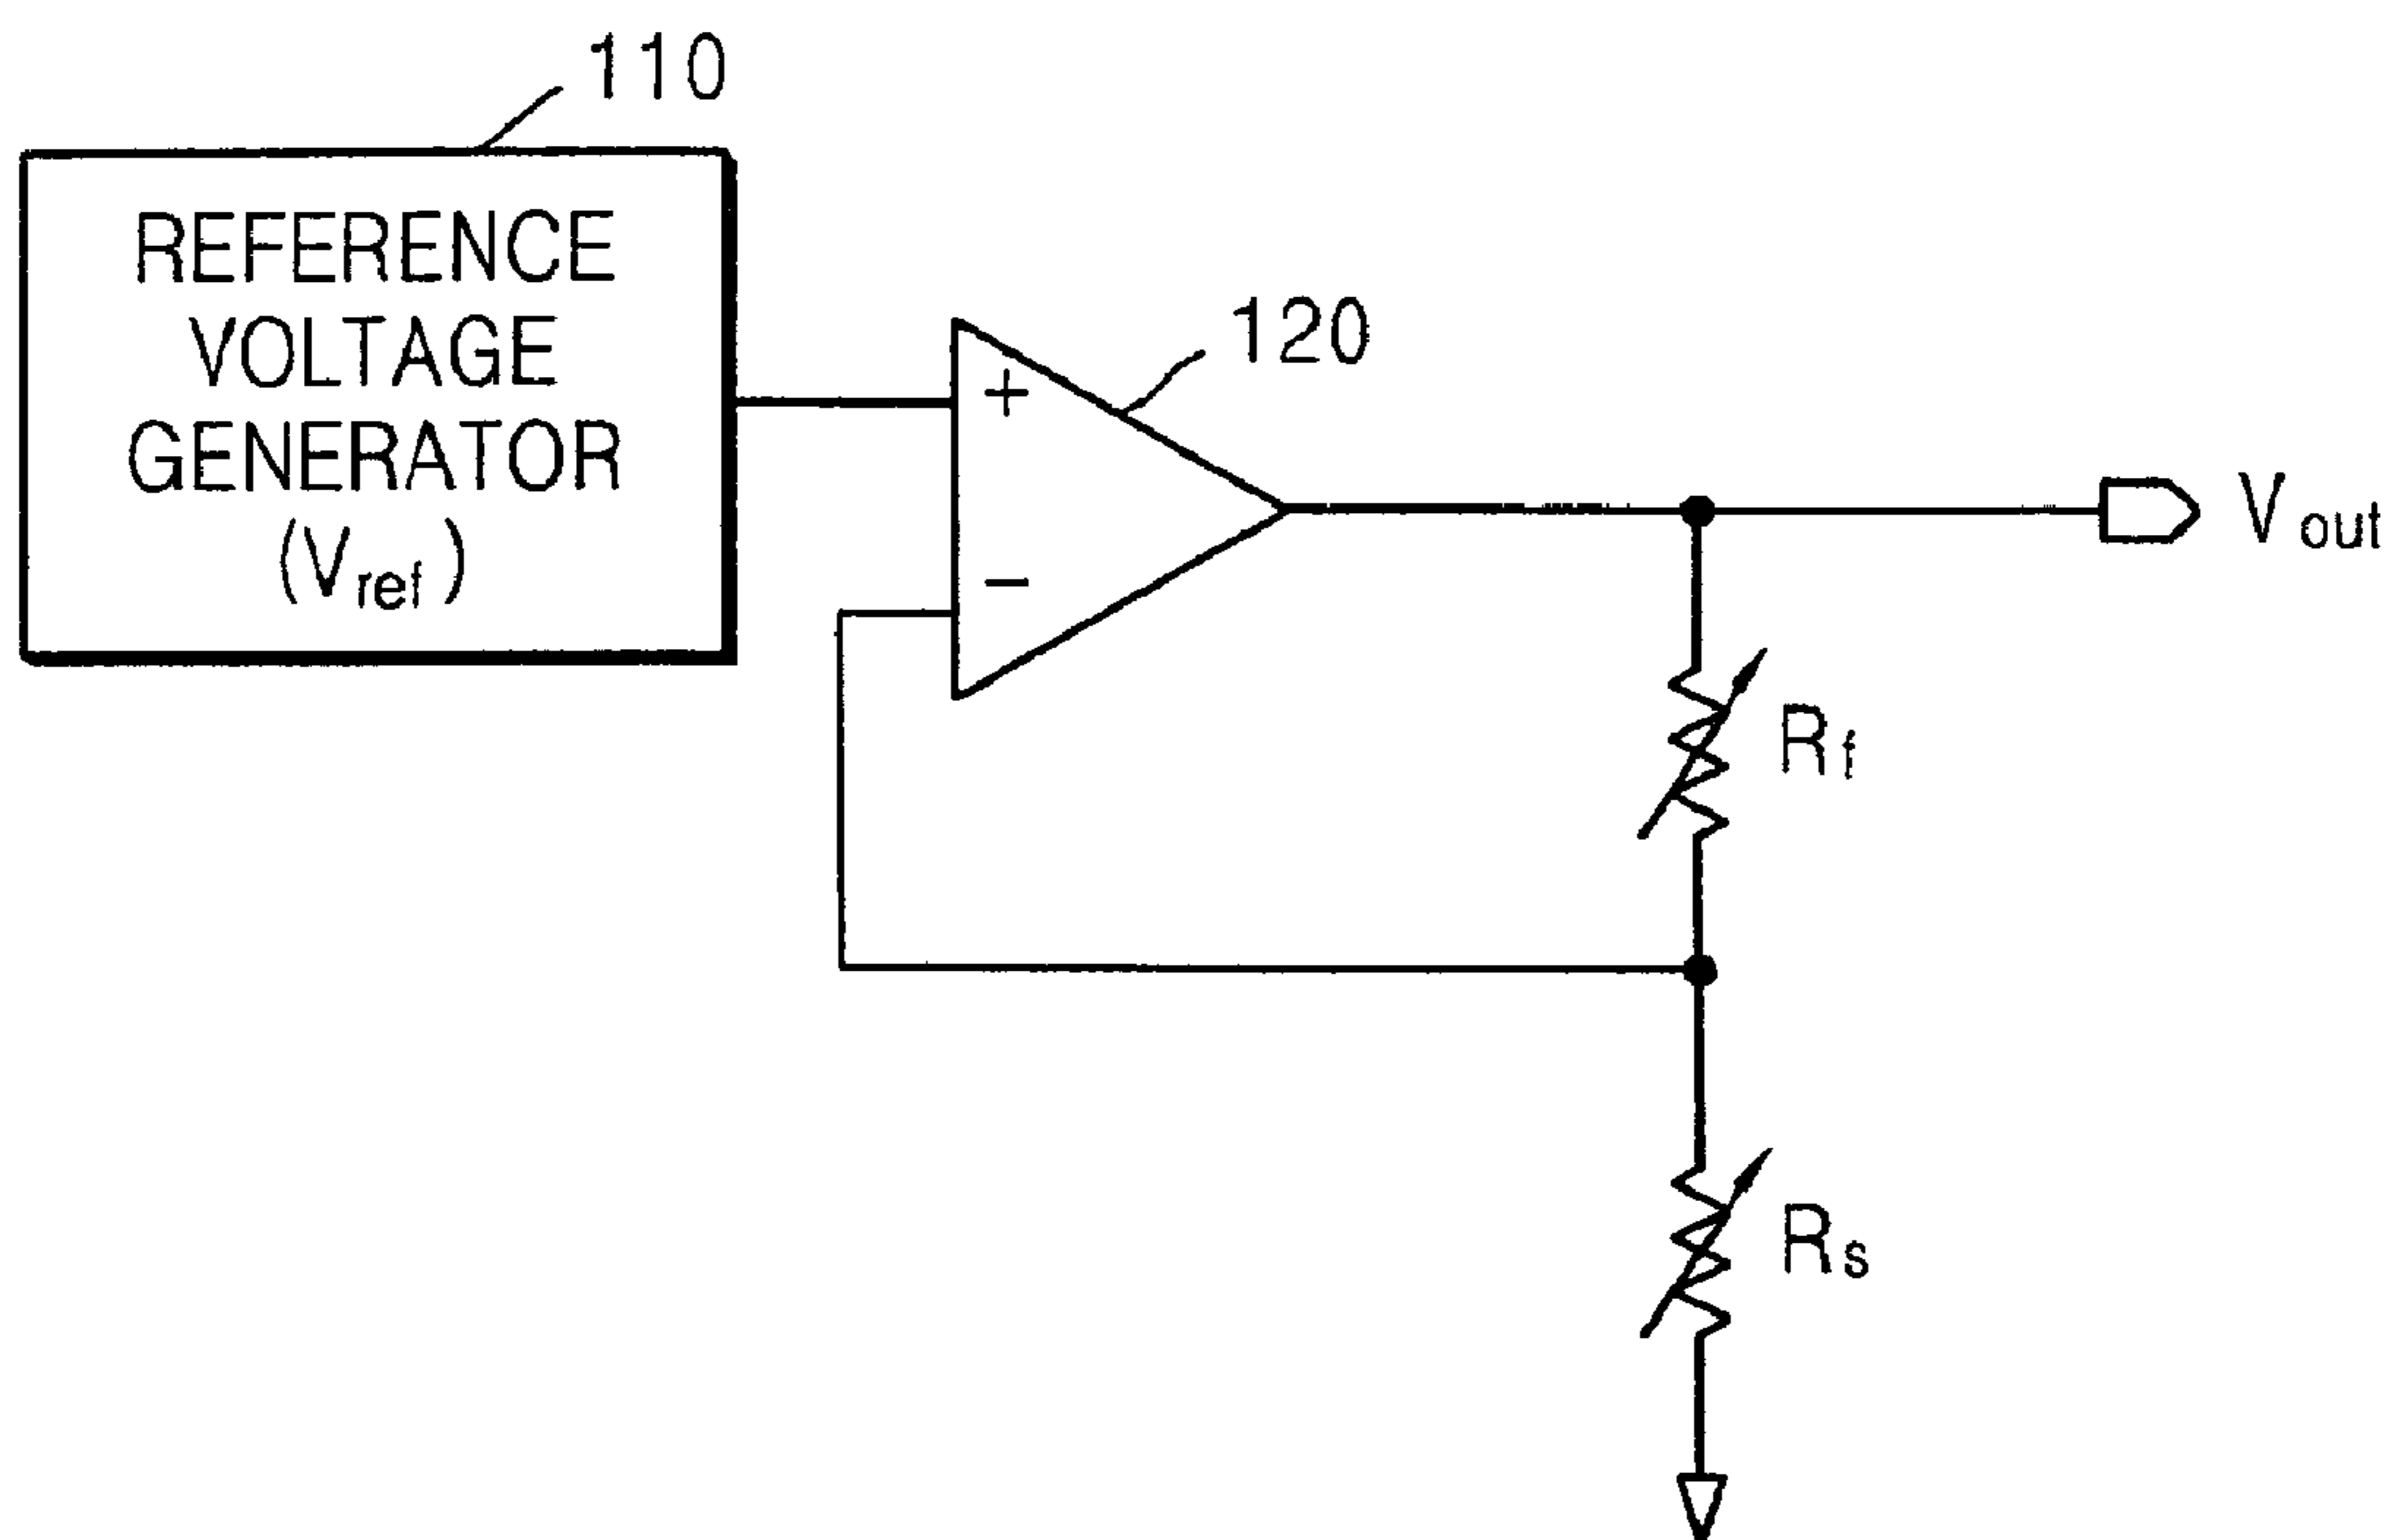 110
REFERENCE
VOLTAGE
GENERATOR
(Vref)
120
+
−
Vout
Rf
Rs